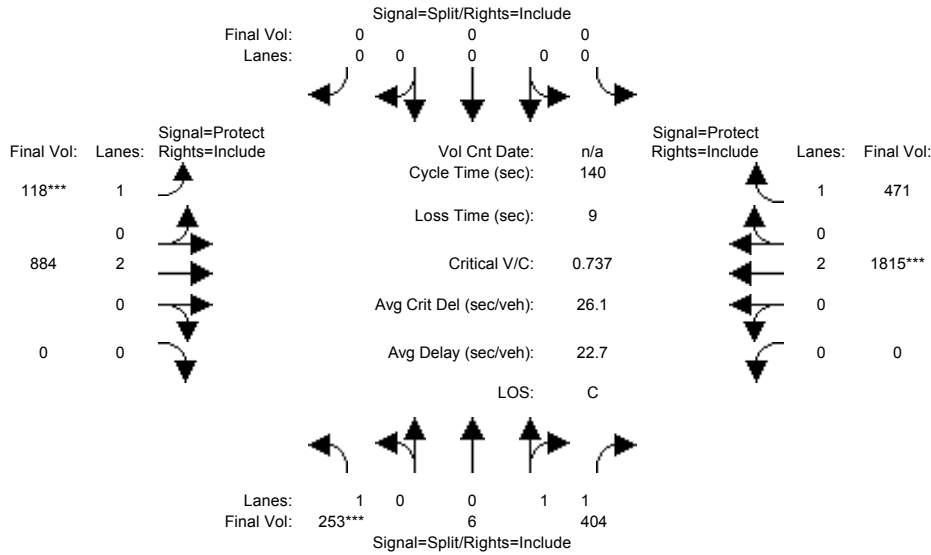 Signal=Split/Rights=Include
Final Vol: 0 0 0
Lanes: 0 0 0 0 0
Signal=Protect Signal=Protect
Final Vol: Lanes: Rights=Include Vol Cnt Date: n/a Rights=Include Lanes: Final Vol:
Cycle Time (sec): 140
118*** 1 1 471
Loss Time (sec): 9
0 0
884 2 Critical V/C: 0.737 2 1815***
0 Avg Crit Del (sec/veh): 26.1 0
0 0 Avg Delay (sec/veh): 22.7 0 0
LOS: C
Lanes: 1 0 0 1 1
Final Vol: 253*** 6 404
Signal=Split/Rights=Include